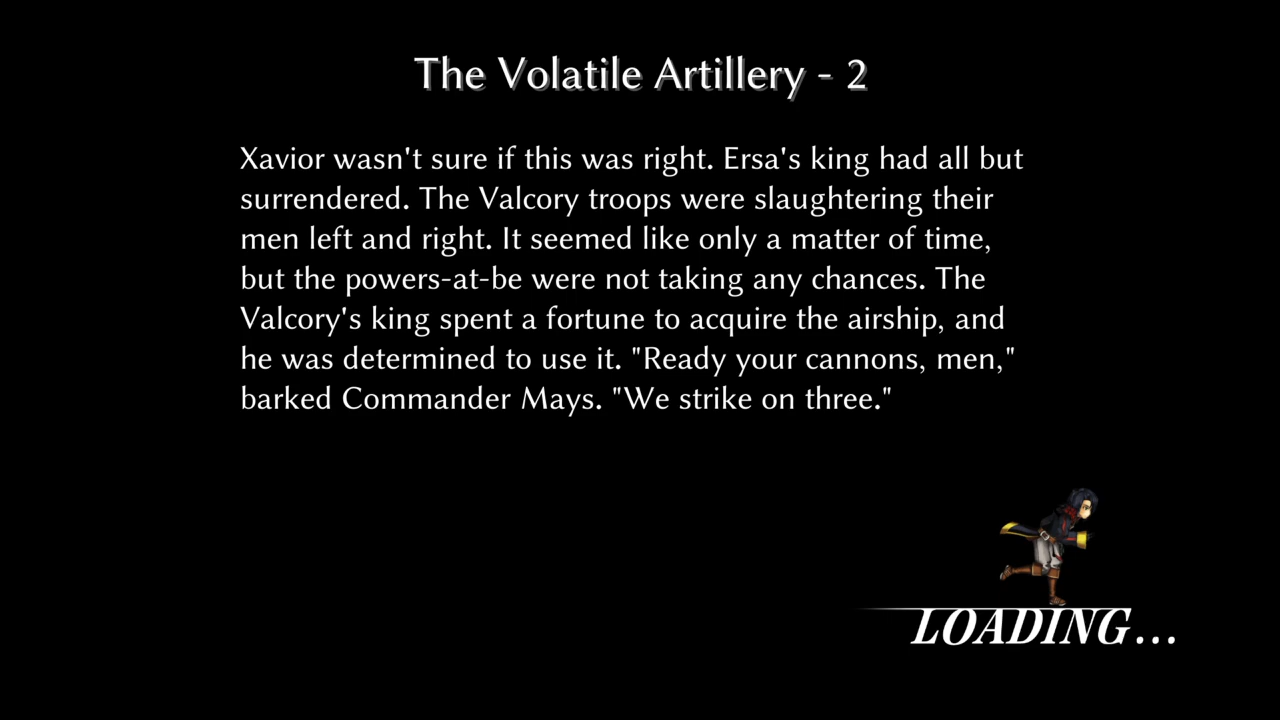 The Volatile Artillery - 2
Xavior wasn't sure if this was right. Ersa's king had all but
surrendered. The Valcory troops were slaughtering their
men left and right. It seemed like only a matter of time,
but the powers-at-be were not taking any chances. The
Valcory's king spent a fortune to acquire the airship, and
he was determined to use it. "Ready your cannons, men,"
barked Commander Mays. "We strike on three."
LOADING...